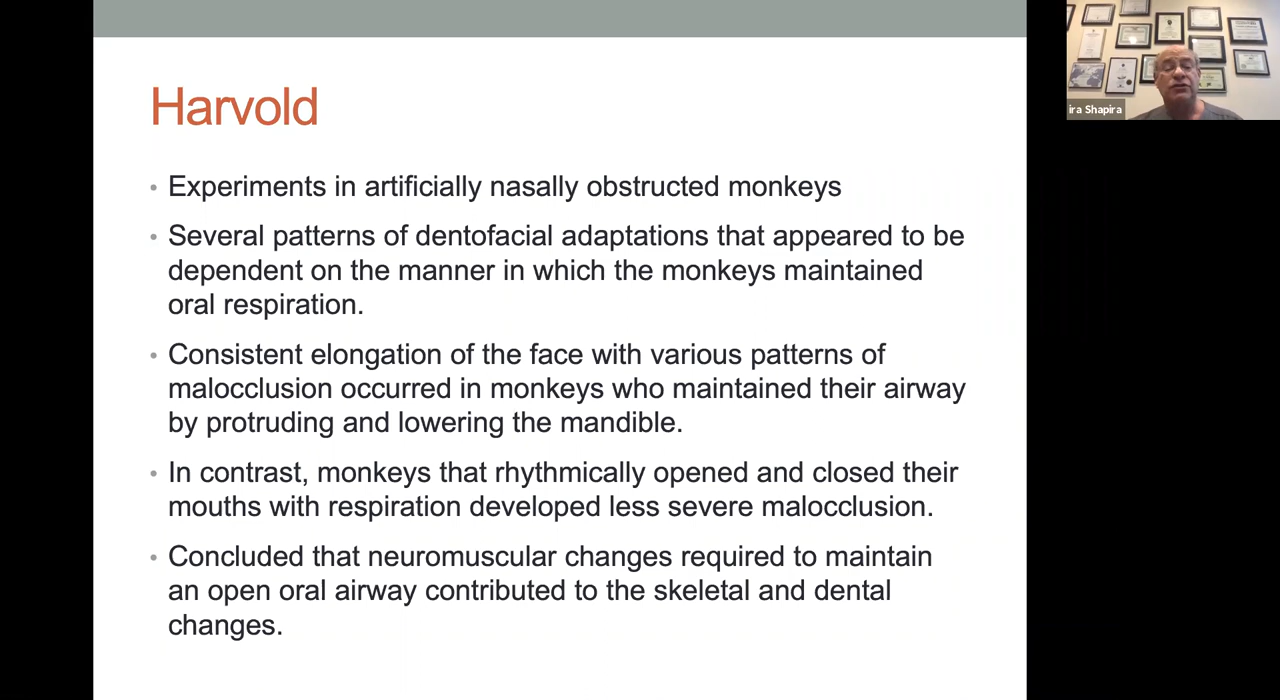 Harvold
• Experiments in artificially nasally obstructed monkeys
• Several patterns of dentofacial adaptations that appeared to be
dependent on the manner in which the monkeys maintained
oral respiration.
• Consistent elongation of the face with various patterns of
malocclusion occurred in monkeys who maintained their airway
by protruding and lowering the mandible.
• In contrast, monkeys that rhythmically opened and closed their
mouths with respiration developed less severe malocclusion.
• Concluded that neuromuscular changes required to maintain
an open oral airway contributed to the skeletal and dental
changes.
ira Shapira